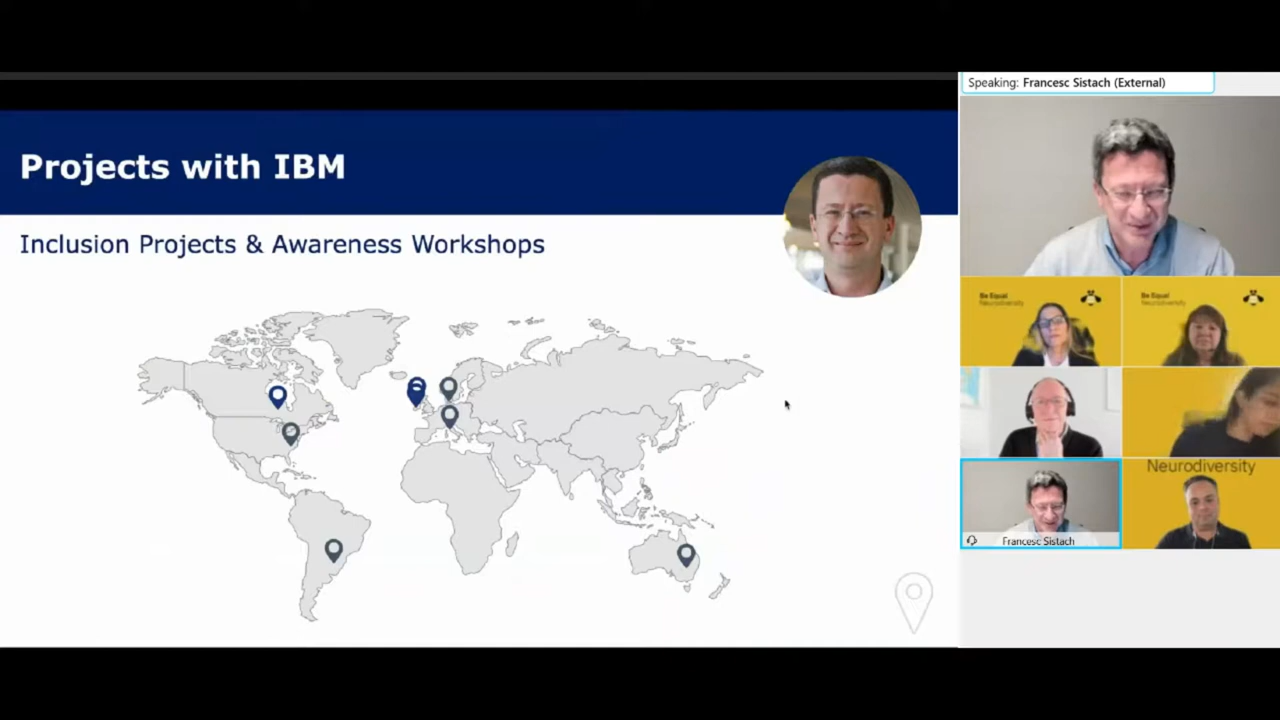 Speaking: Francesc Sistach (External)
Projects with IBM
Inclusion Projects & Awareness Workshops
Be Equal
Neurodiversity
Be Equal
Neurodiversity
Neurodiversity
Francesc Sistach